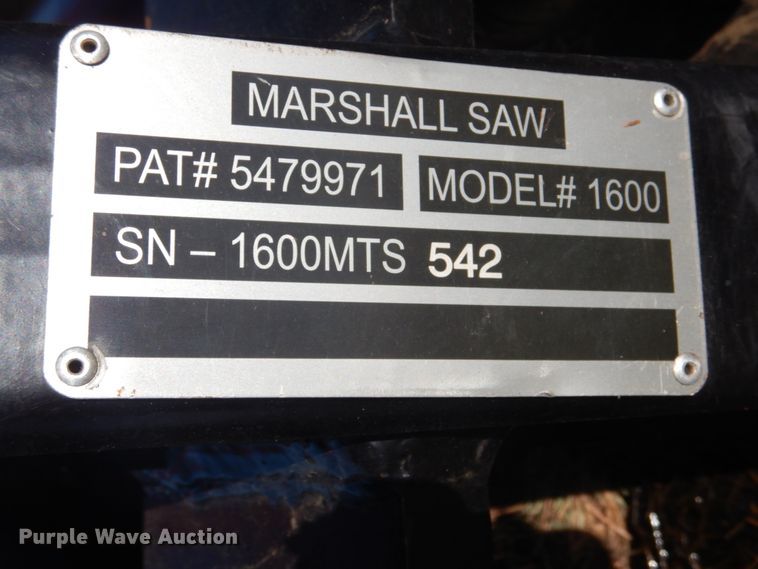 MARSHALL SAW
PAT# 5479971 MODEL# 1600
SN – 1600MTS 542
Purple Wave Auction